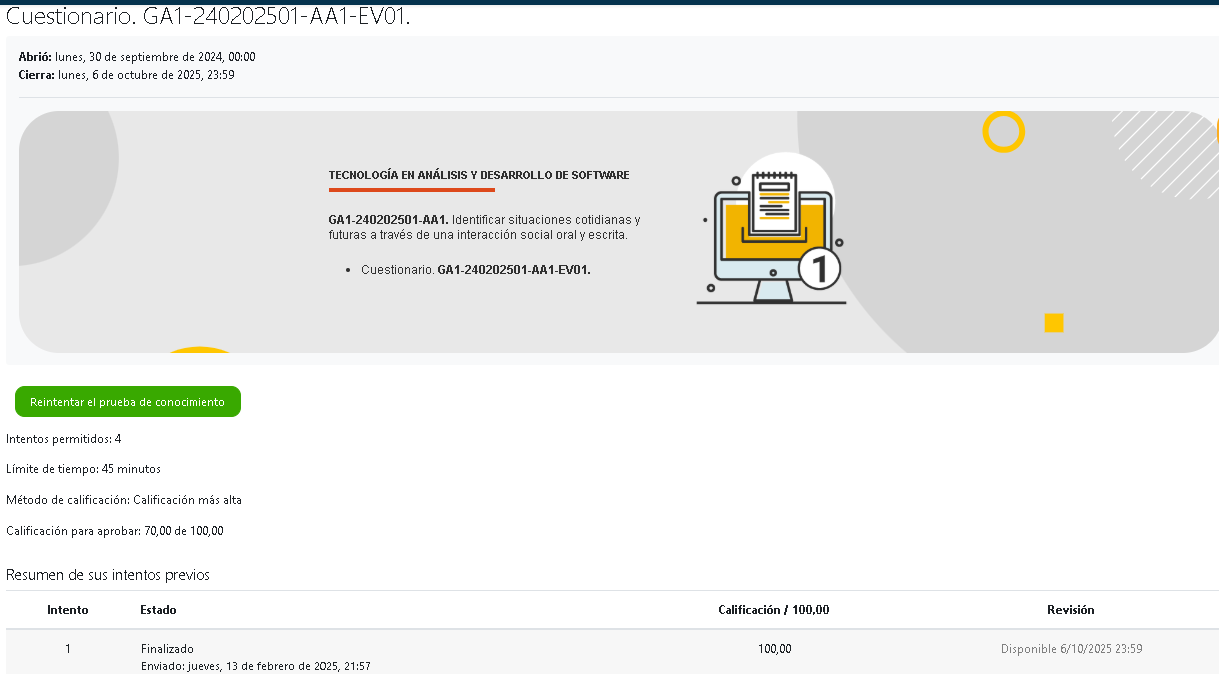 Cuestionario. GA1-240202501-AA1-EV01.
Abrió: lunes, 30 de septiembre de 2024, 00:00
Cierra: lunes, 6 de octubre de 2025, 23:59
TECNOLOGÍA EN ANÁLISIS Y DESARROLLO DE SOFTWARE
GA1-240202501-AA1. Identificar situaciones cotidianas y
futuras a través de una interacción social oral y escrita.
• Cuestionario. GA1-240202501-AA1-EV01.
1
Reintentar el prueba de conocimiento
Intentos permitidos: 4
Límite de tiempo: 45 minutos
Método de calificación: Calificación más alta
Calificación para aprobar: 70,00 de 100,00
Resumen de sus intentos previos
Intento Estado Calificación / 100,00 Revisión
1 Finalizado 100,00 Disponible 6/10/2025 23:59
Enviado: jueves, 13 de febrero de 2025, 21:57